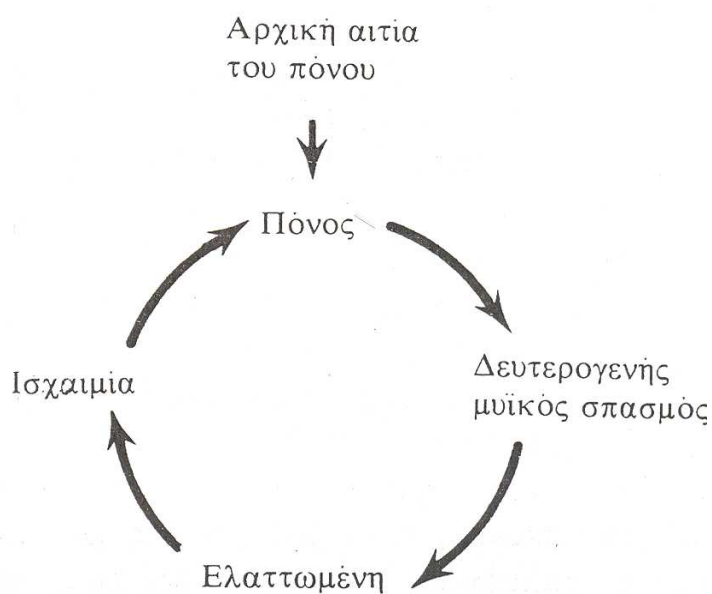 Αρχική αιτία
του πόνου
Πόνος
Δευτερογενής
μυϊκός σπασμός
Ελαττωμένη
Ισχαιμία